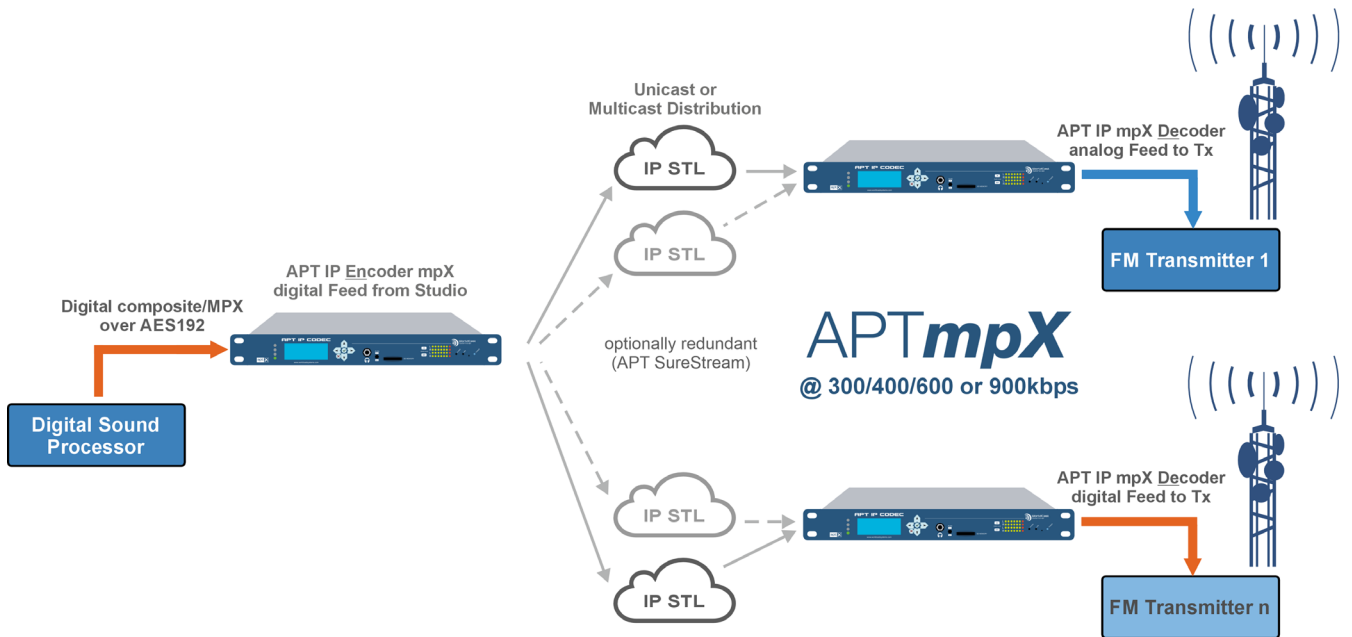 Unicast or
Multicast Distribution
IP STL
IP STL
APT IP CODEC
APT IP mpX Decoder
analog Feed to Tx
FM Transmitter 1
APT IP Encoder mpX
digital Feed from Studio
Digital composite/MPX
over AES192
APT IP CODEC
Digital Sound
Processor
optionally redundant
(APT SureStream)
APTmpX
@ 300/400/600 or 900kbps
IP STL
IP STL
APT IP CODEC
APT IP mpX Decoder
digital Feed to Tx
FM Transmitter n